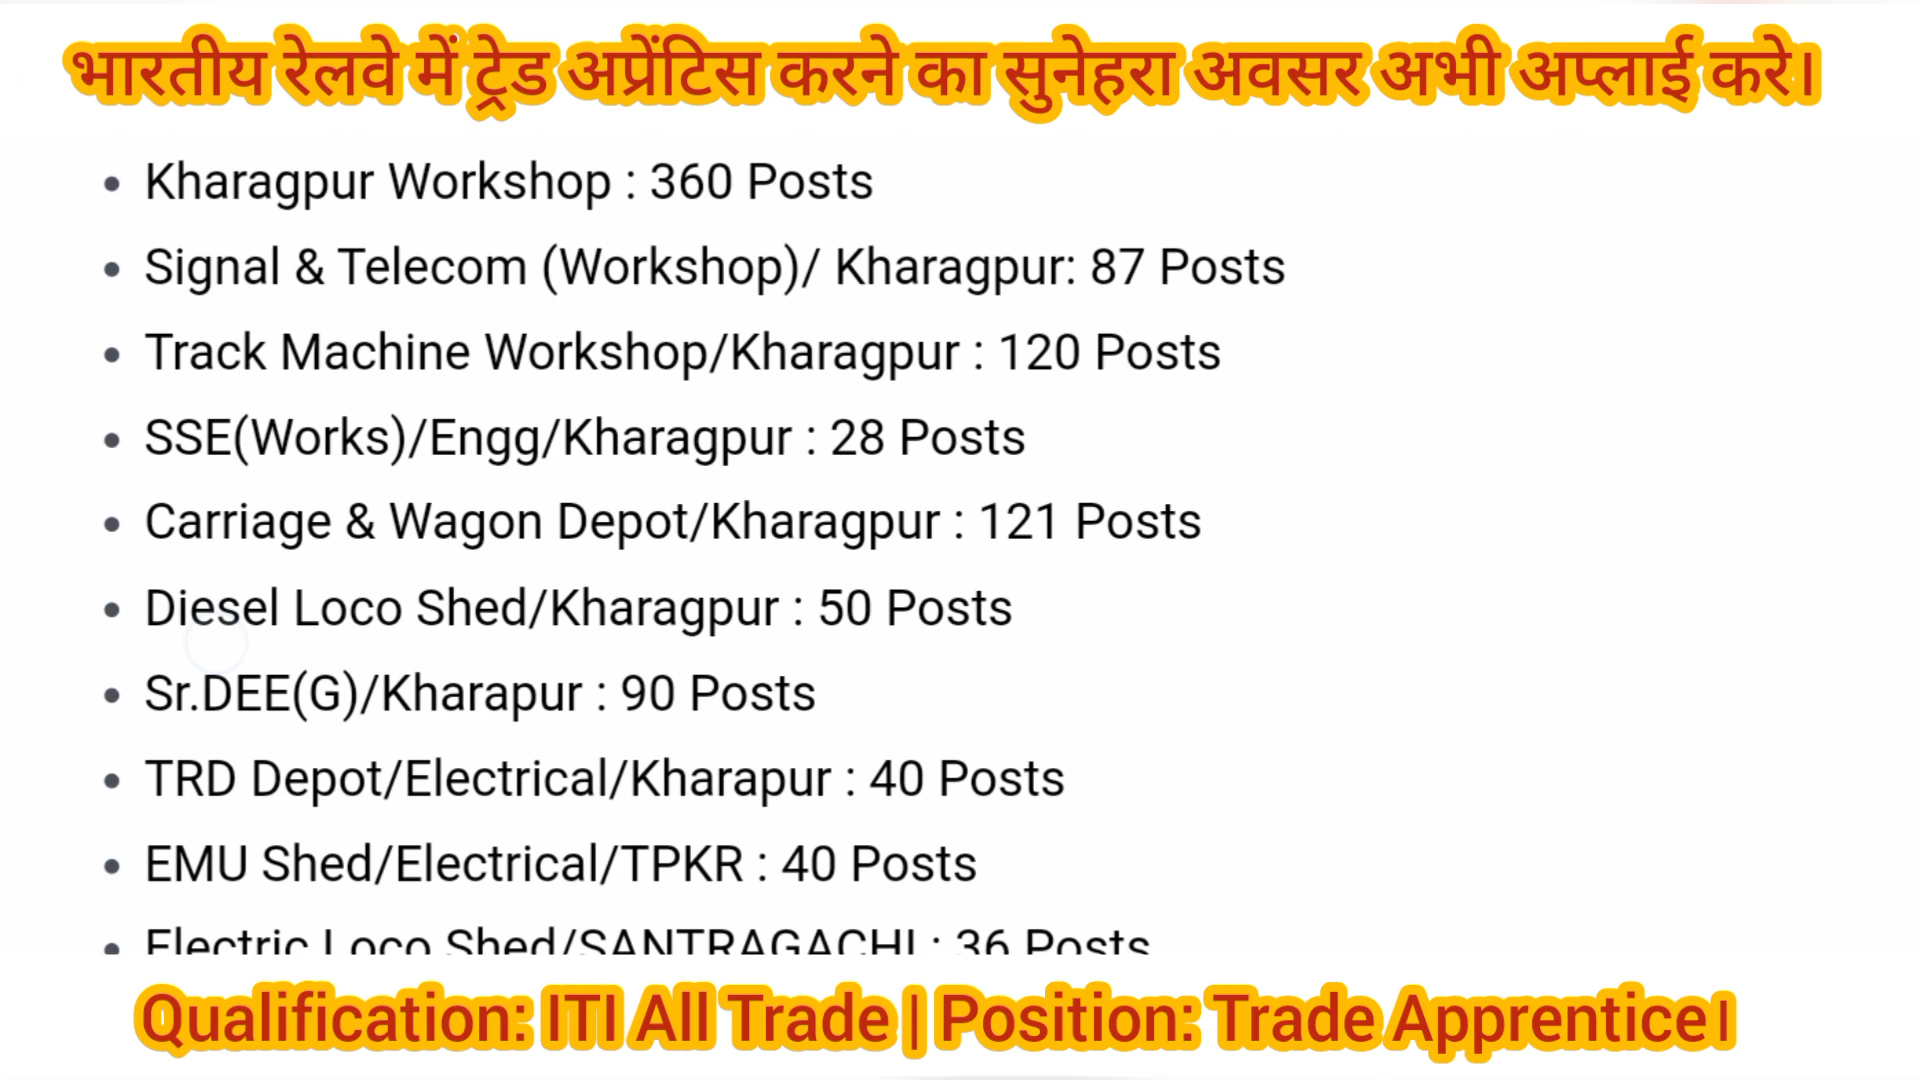 भारतीय रेलवे में ट्रेड अप्रेंटिस करने का सुनेहरा अवसर अभी अप्लाई करे।
• Kharagpur Workshop : 360 Posts
• Signal & Telecom (Workshop)/ Kharagpur: 87 Posts
• Track Machine Workshop/Kharagpur : 120 Posts
• SSE(Works)/Engg/Kharagpur : 28 Posts
• Carriage & Wagon Depot/Kharagpur : 121 Posts
• Diesel Loco Shed/Kharagpur : 50 Posts
• Sr.DEE(G)/Kharapur : 90 Posts
• TRD Depot/Electrical/Kharapur : 40 Posts
• EMU Shed/Electrical/TPKR : 40 Posts
• Electric Loco Shed/SANTRAGACHI : 36 Posts
Qualification: ITI All Trade | Position: Trade Apprentice।